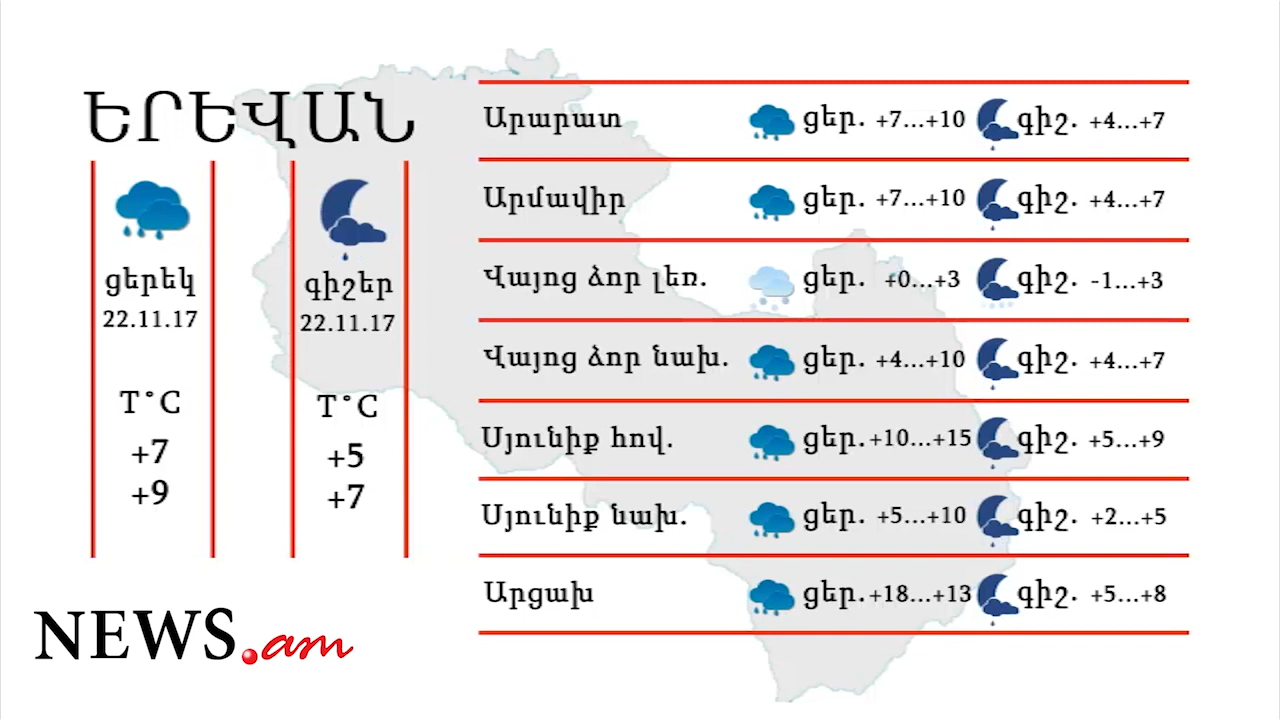 ԵՐԵՎԱՆ
ցերեկ
22.11.17
T°C
+7
+9
գիշեր
22.11.17
T°C
+5
+7
Արարատ ցեր. +7...+10 գիշ. +4...+7
Արմավիր ցեր. +7...+10 գիշ. +4...+7
Վայոց ձոր լեռ. ցեր. +0...+3 գիշ. -1...+3
Վայոց ձոր նախ. ցեր. +4...+10 գիշ. +4...+7
Սյունիք հով. ցեր. +10...+15 գիշ. +5...+9
Սյունիք նախ. ցեր. +5...+10 գիշ. +2...+5
Արցախ ցեր. +18...+13 գիշ. +5...+8
NEWS.am